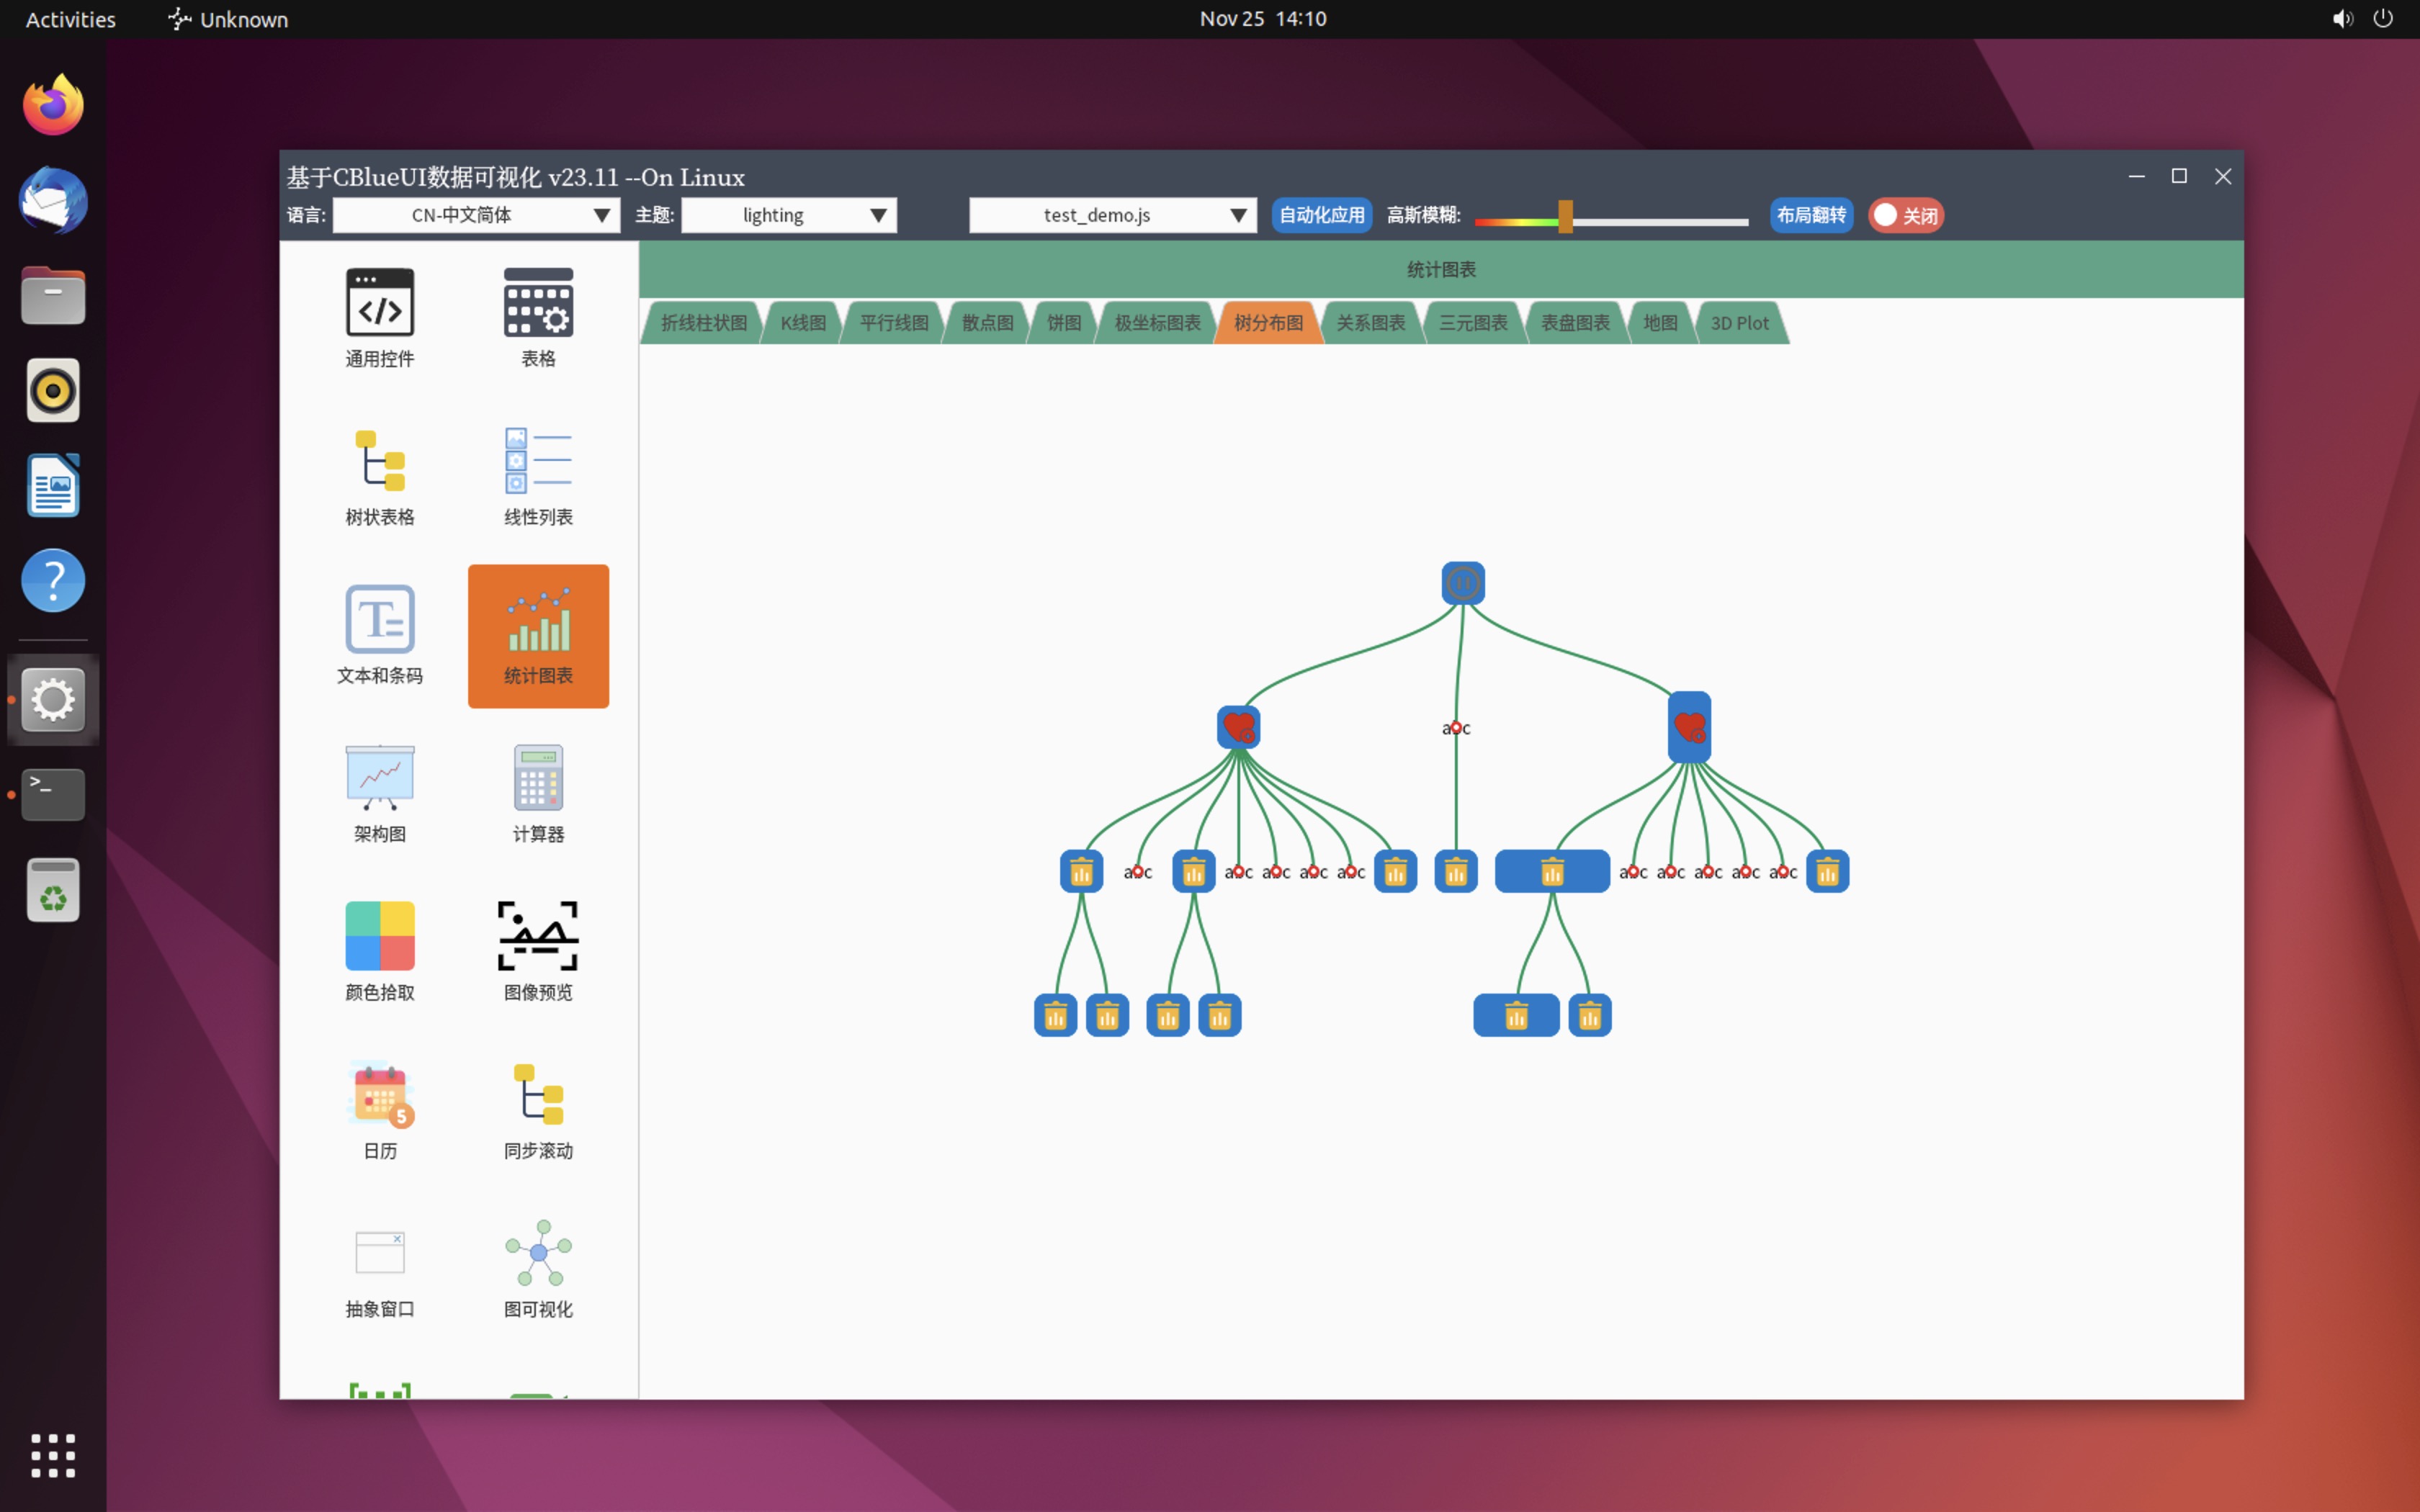 Activities Unknown Nov 25 14:10
基于CBlueUI数据可视化 v23.11 --On Linux
语言: CN-中文简体 主题: lighting test_demo.js 自动化应用 高斯模糊: 布局翻转 关闭
统计图表
折线柱状图 K线图 平行线图 散点图 饼图 极坐标图表 树分布图 关系图表 三元图表 表盘图表 地图 3D Plot
通用控件 表格
树状表格 线性列表
文本和条码 统计图表
架构图 计算器
颜色拾取 图像预览
5
日历 同步滚动
抽象窗口 图可视化
abc
abc abc abc abc abc abc abc abc abc abc